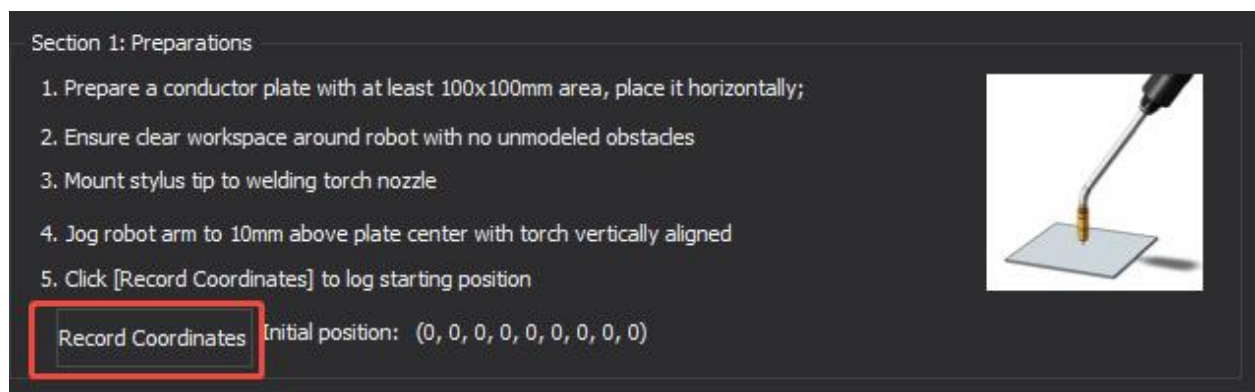 Section 1: Preparations
1. Prepare a conductor plate with at least 100x100mm area, place it horizontally;
2. Ensure clear workspace around robot with no unmodeled obstacles
3. Mount stylus tip to welding torch nozzle
4. Jog robot arm to 10mm above plate center with torch vertically aligned
5. Click [Record Coordinates] to log starting position
Record Coordinates Initial position: (0, 0, 0, 0, 0, 0, 0, 0, 0)